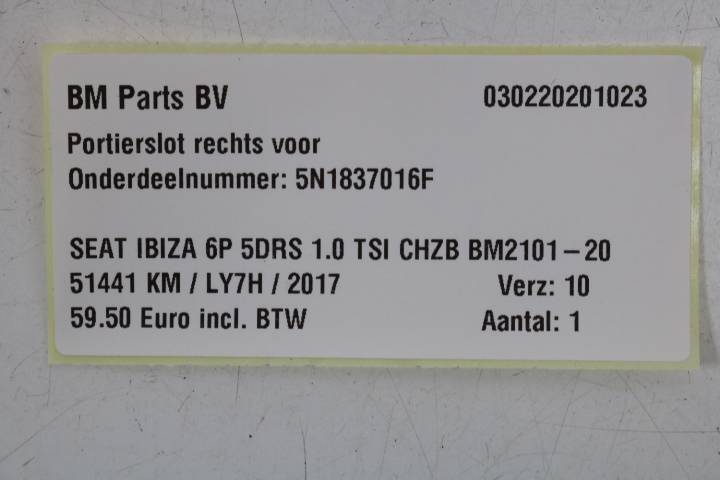 BM Parts BV 030220201023
Portierslot rechts voor
Onderdeelnummer: 5N1837016F
SEAT IBIZA 6P 5DRS 1.0 TSI CHZB BM2101-20
51441 KM / LY7H / 2017 Verz: 10
59.50 Euro incl. BTW Aantal: 1